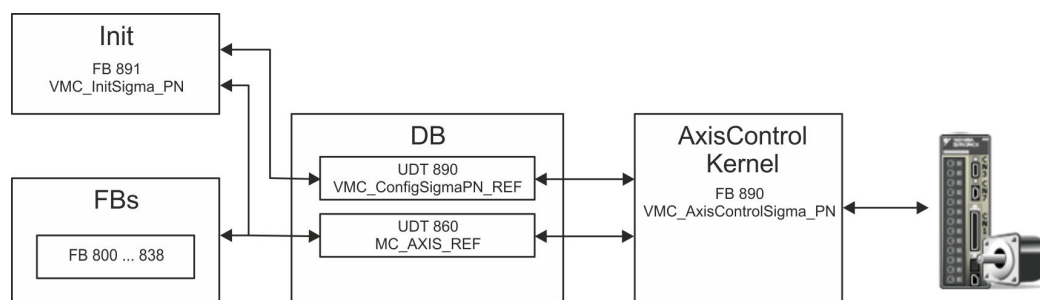 Init
FB 891
VMC_InitSigma_PN
FBs
FB 800 ... 838
DB
UDT 890
VMC_ConfigSigmaPN_REF
UDT 860
MC_AXIS_REF
AxisControl
Kernel
FB 890
VMC_AxisControlSigma_PN